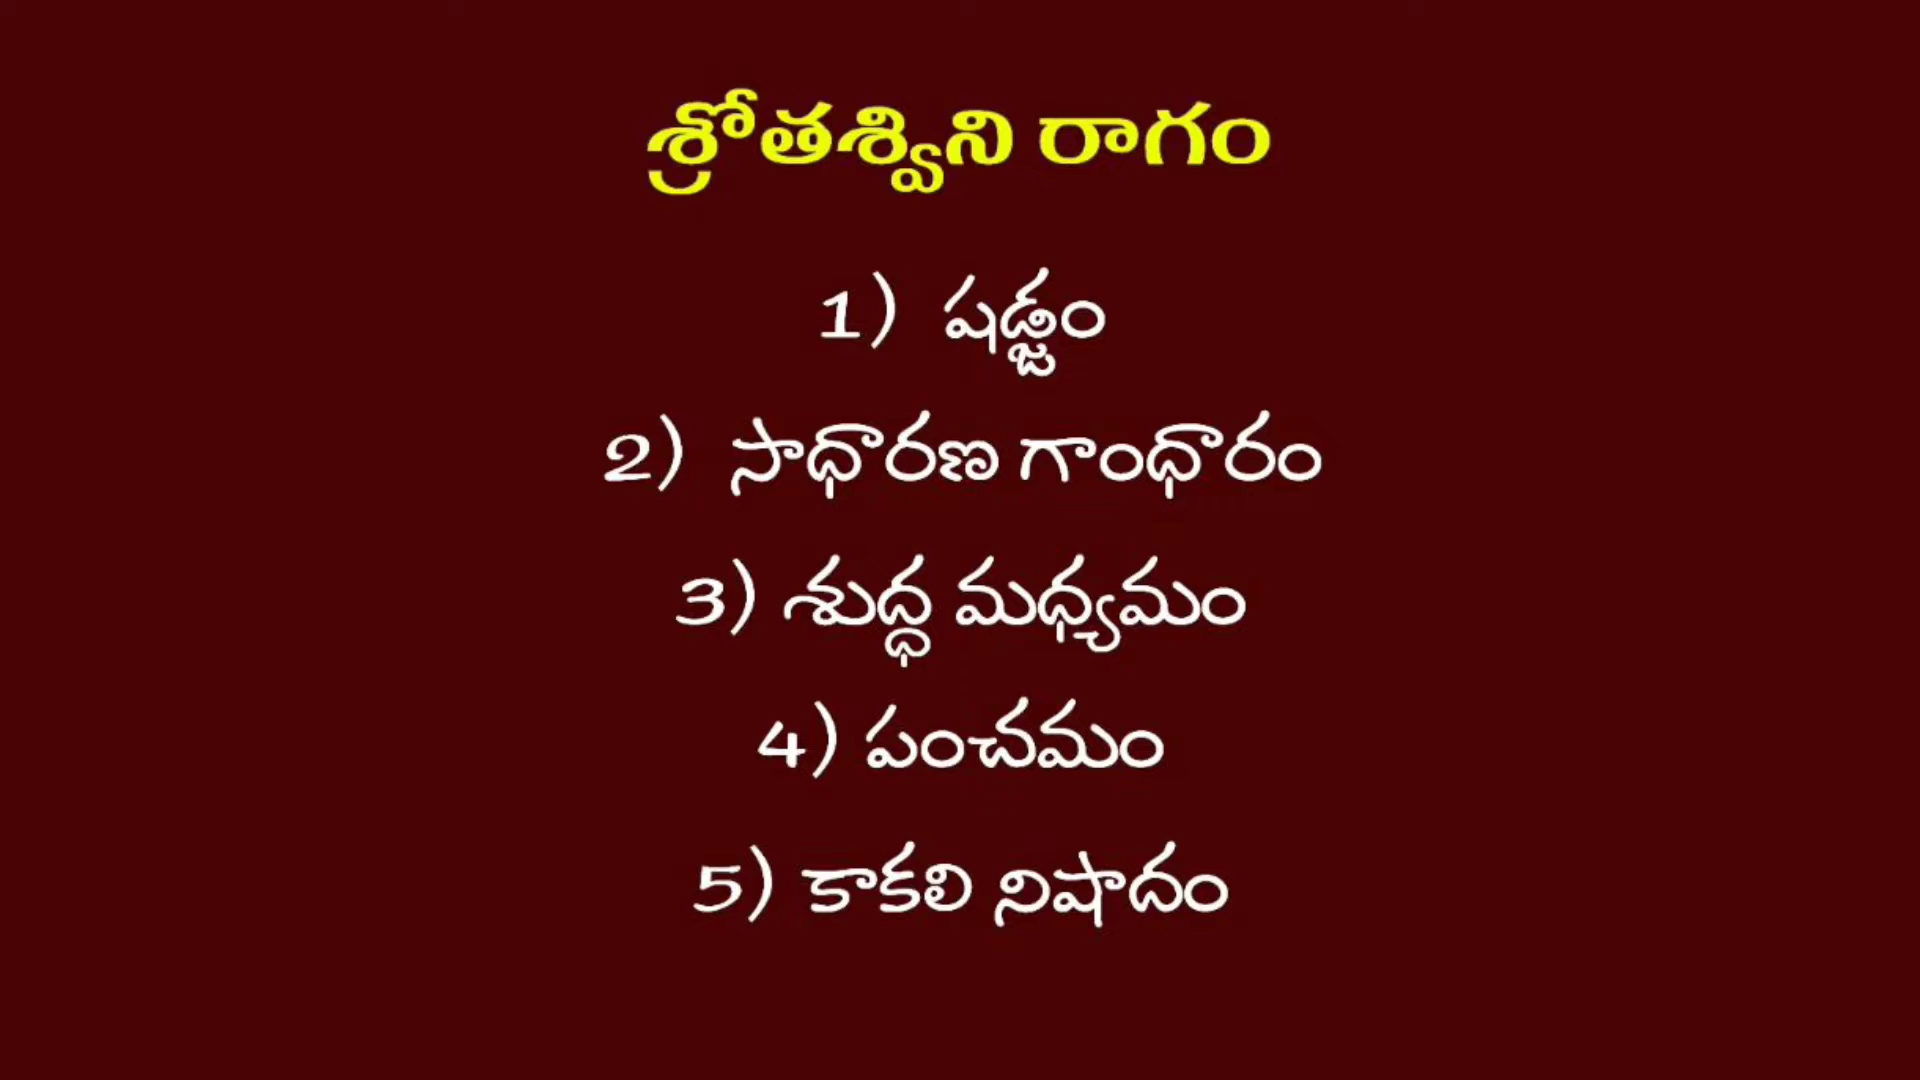 శ్రోతశ్విని రాగం
1) షడ్జం
2) సాధారణ గాంధారం
3) శుద్ధ మధ్యమం
4) పంచమం
5) కాకలి నిషాదం